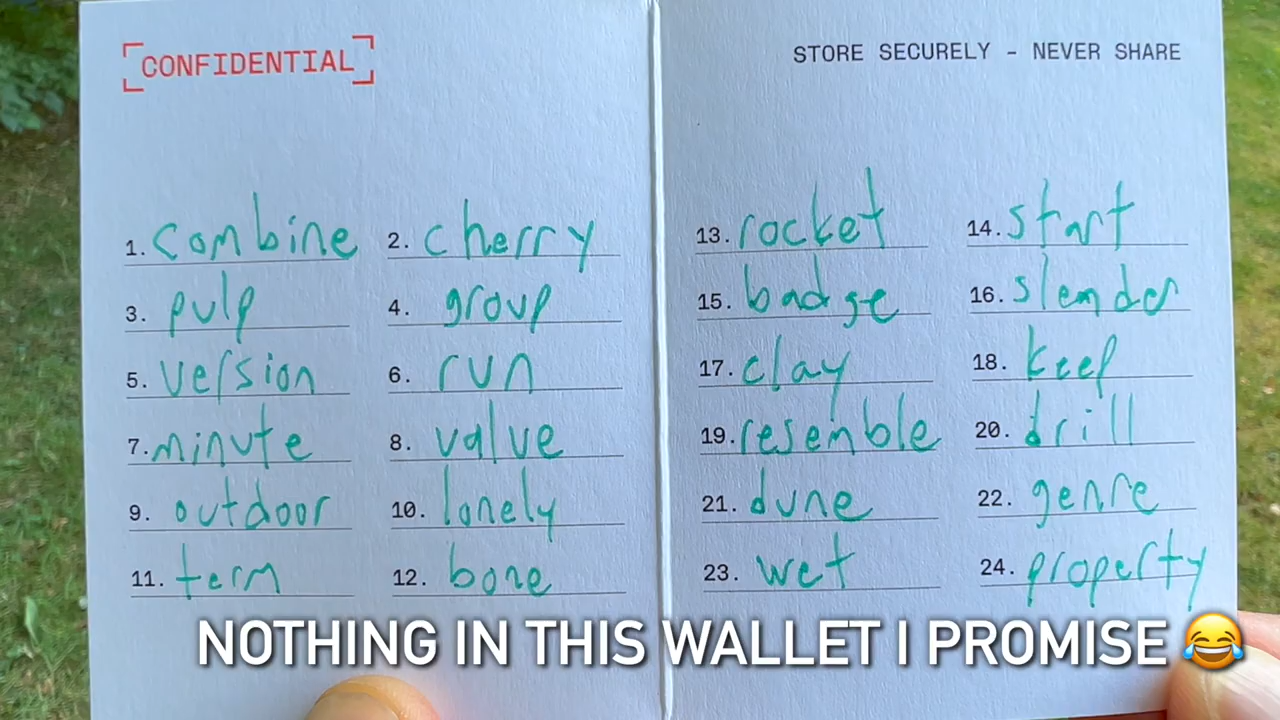 CONFIDENTIAL
1. combine 2. cherry
3. pulp 4. group
5. version 6. run
7. minute 8. value
9. outdoor 10. lonely
11. term 12. bone
STORE SECURELY - NEVER SHARE
13. rocket 14. start
15. badge 16. slender
17. clay 18. keep
19. resemble 20. drill
21. dune 22. genre
23. wet 24. property
NOTHING IN THIS WALLET I PROMISE 😂